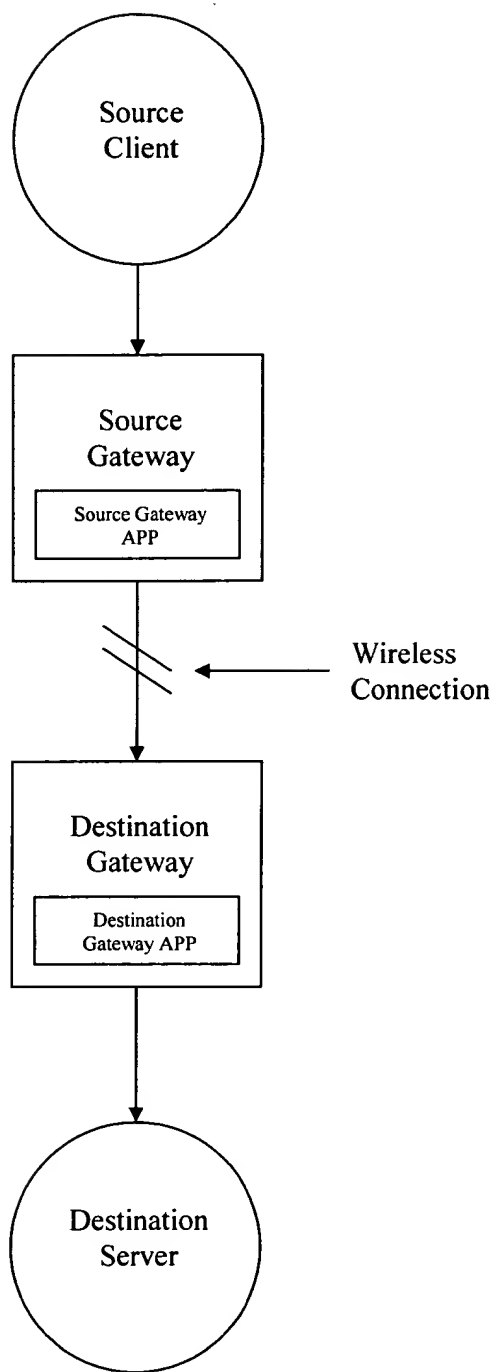 Source
Client
Source
Gateway
Source Gateway
APP
Wireless
Connection
Destination
Gateway
Destination
Gateway APP
Destination
Server